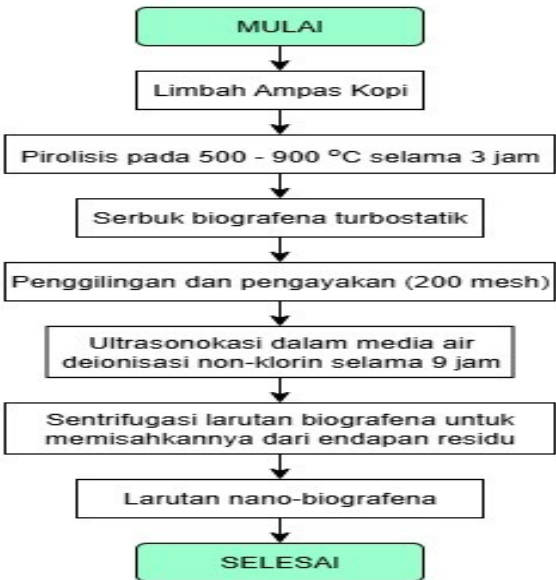 MULAI
Limbah Ampas Kopi
Pirolisis pada 500 - 900 °C selama 3 jam
Serbuk biografena turbostatik
Penggilingan dan pengayakan (200 mesh)
Ultrasonokasi dalam media air
deionisasi non-klorin selama 9 jam
Sentrifugasi larutan biografena untuk
memisahkannya dari endapan residu
Larutan nano-biografena
SELESAI